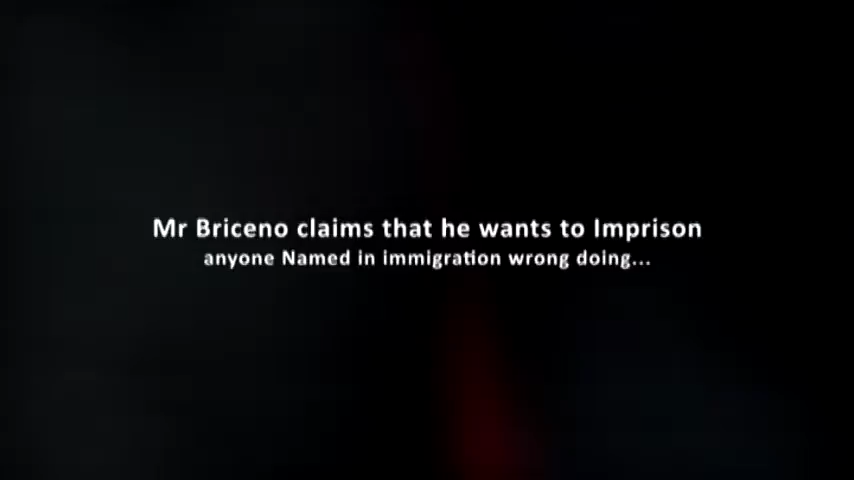 Mr Briceno claims that he wants to Imprison
anyone Named in immigration wrong doing...